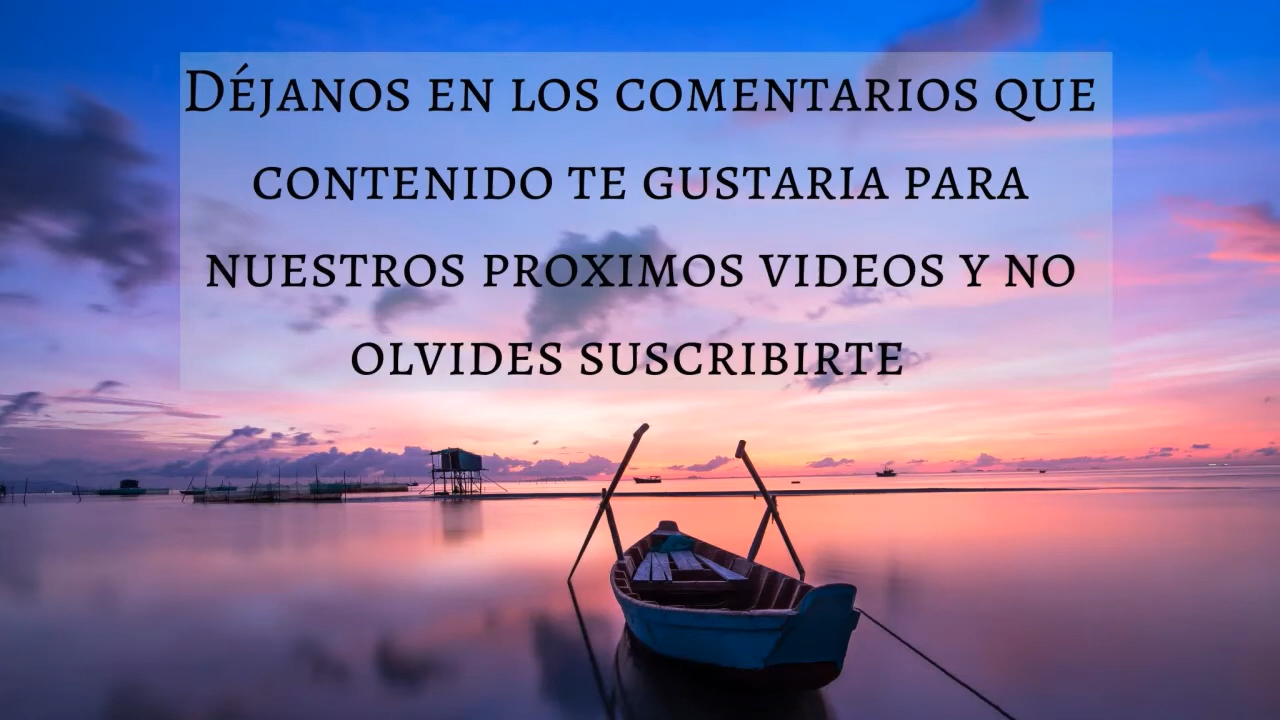 Déjanos en los comentarios que
contenido te gustaria para
nuestros proximos videos y no
olvides suscribirte